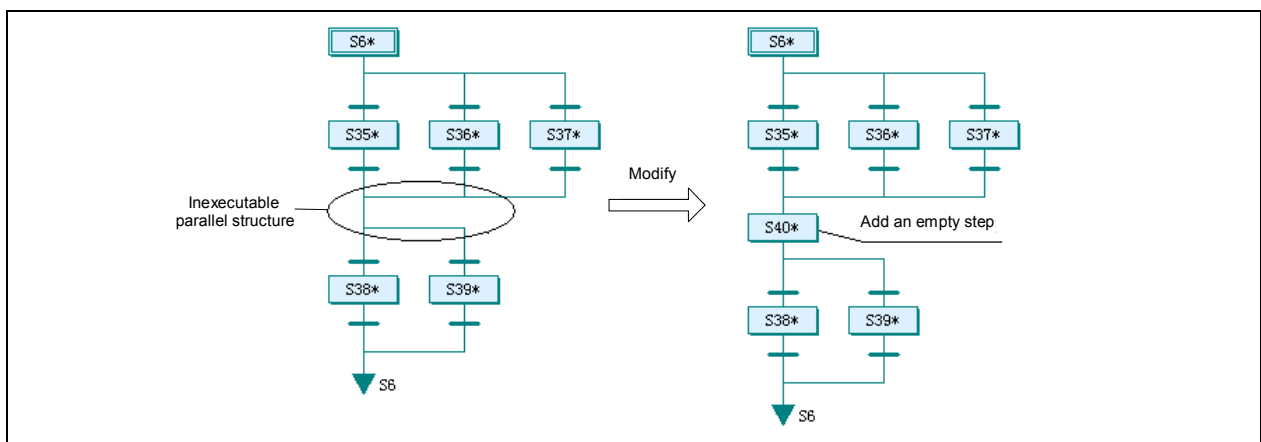 S6*
S35*
S36*
S37*
Inexecutable
parallel structure
S38*
S39*
S6
Modify
S6*
S35*
S36*
S37*
S40*
Add an empty step
S38*
S39*
S6